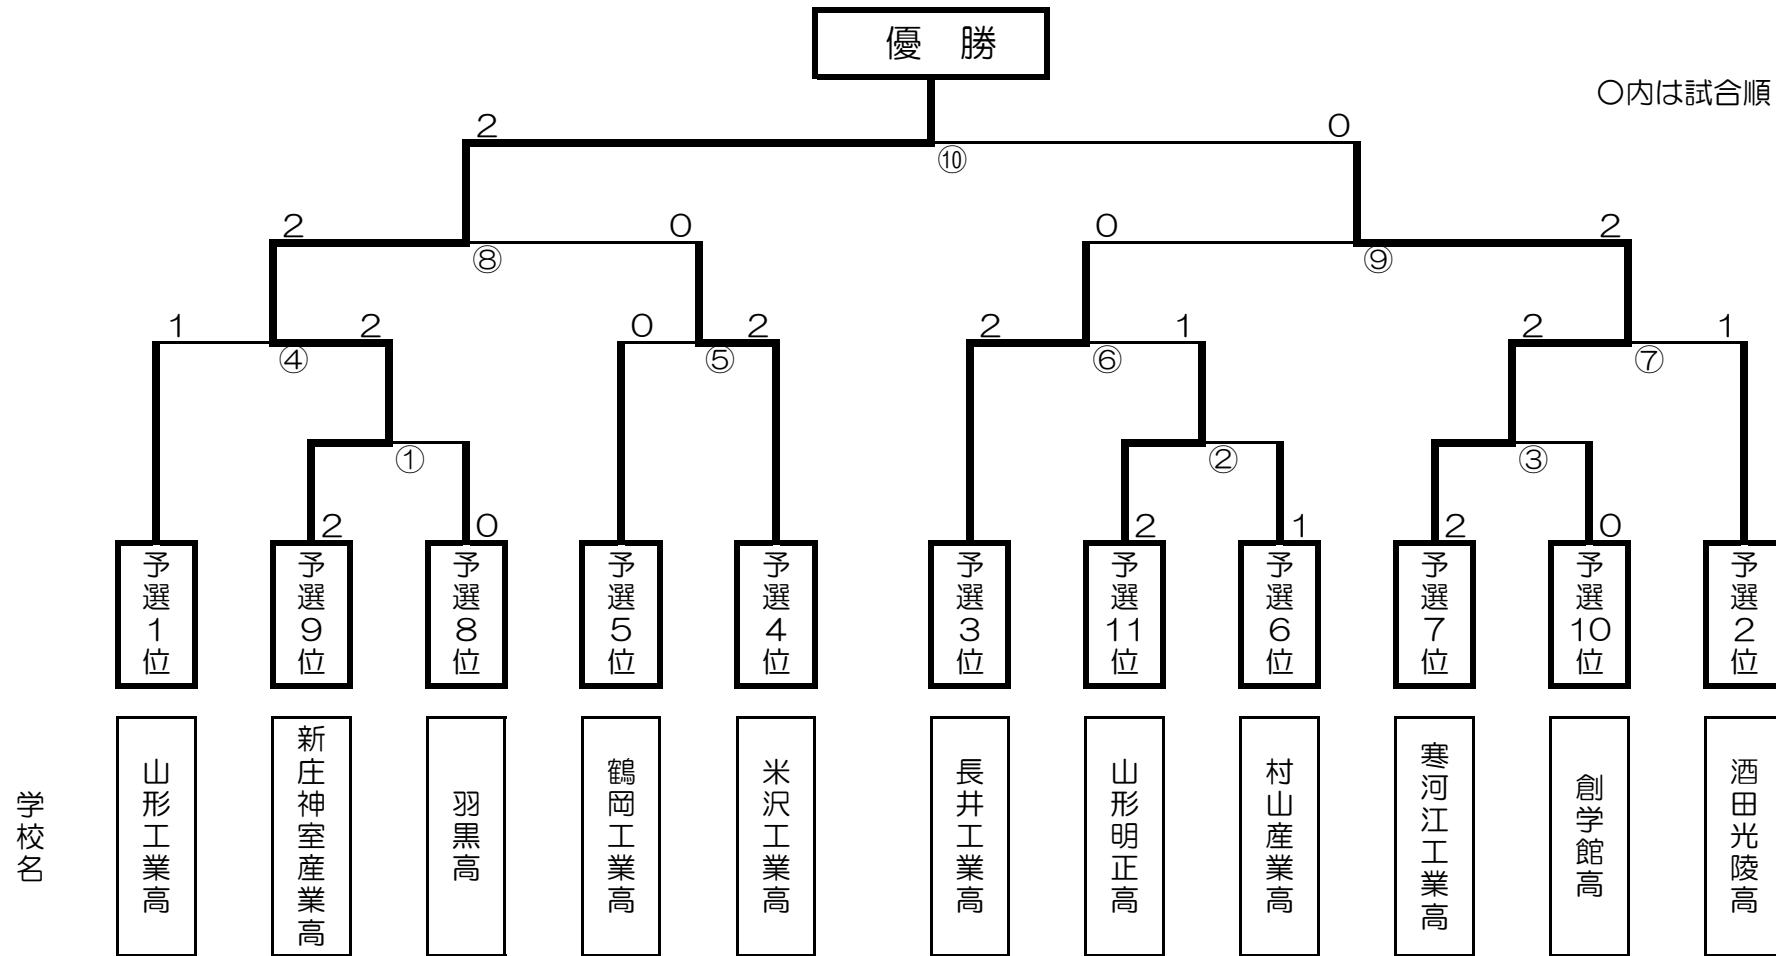 優　勝
〇内は試合順
2
0
⑩
2
0
0
2
⑧
⑨
1
2
0
2
2
1
2
1
④
⑤
⑥
⑦
①
②
③
2
0
2
1
2
0
予選1位
予選9位
予選8位
予選5位
予選4位
予選3位
予選11位
予選6位
予選7位
予選10位
予選2位
学校名
山形工業高
新庄神室産業高
羽黒高
鶴岡工業高
米沢工業高
長井工業高
山形明正高
村山産業高
寒河江工業高
創学館高
酒田光陵高